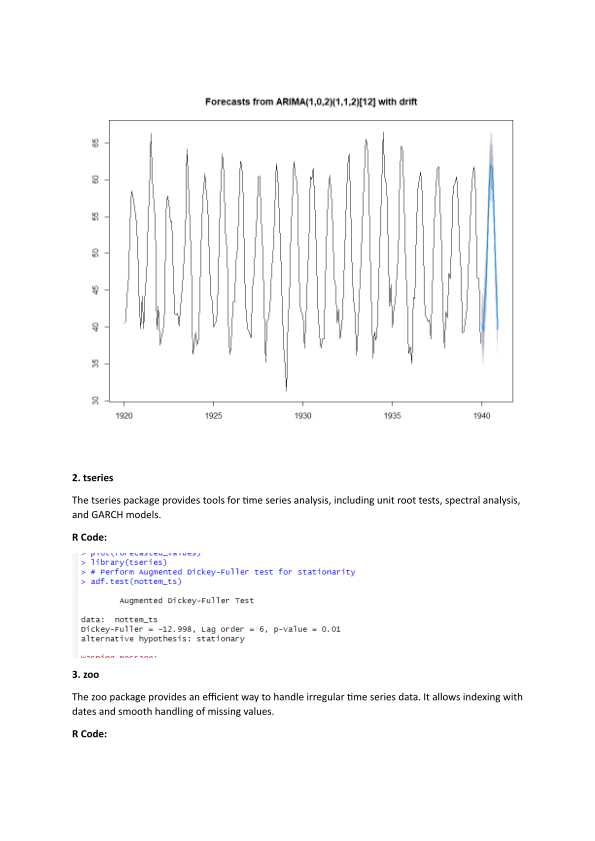 Forecasts from ARIMA(1,0,2)(1,1,2)[12] with drift
65
60
55
50
45
40
35
30
1920
1925
1930
1935
1940
2. tseries
The tseries package provides tools for time series analysis, including unit root tests, spectral analysis,
and GARCH models.
R Code:
> plot(forecasted_values)
> library(tseries)
> # Perform Augmented Dickey-Fuller test for stationarity
> adf.test(nottem_ts)
Augmented Dickey-Fuller Test
data: nottem_ts
Dickey-Fuller = -12.998, Lag order = 6, p-value = 0.01
alternative hypothesis: stationary
Warning message:
3. zoo
The zoo package provides an efficient way to handle irregular time series data. It allows indexing with
dates and smooth handling of missing values.
R Code: